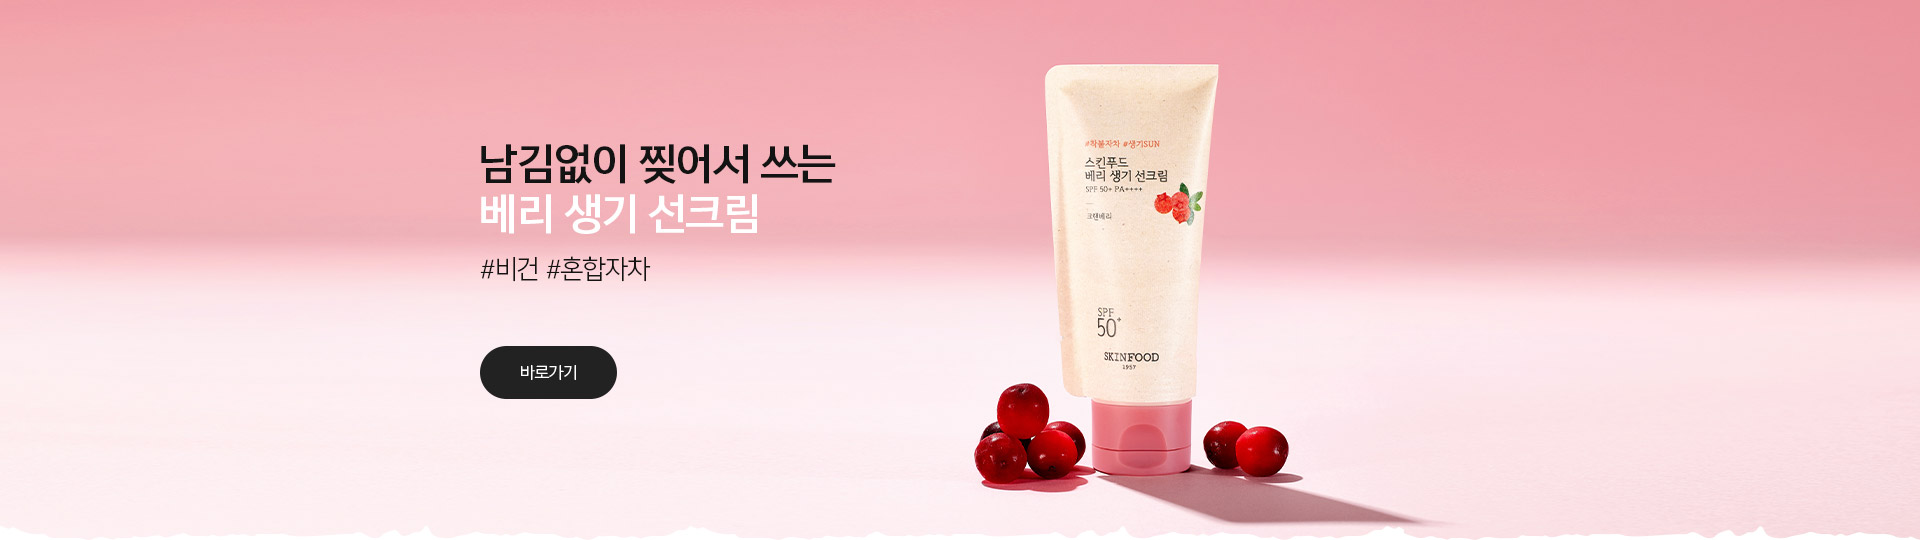 남김없이 찢어서 쓰는
베리 생기 선크림
#비건 #혼합자차
바로가기
#착붙자차 #생기SUN
스킨푸드
베리 생기 선크림
SPF 50+ PA++++
크랜베리
SPF
50+
SKINFOOD
1957